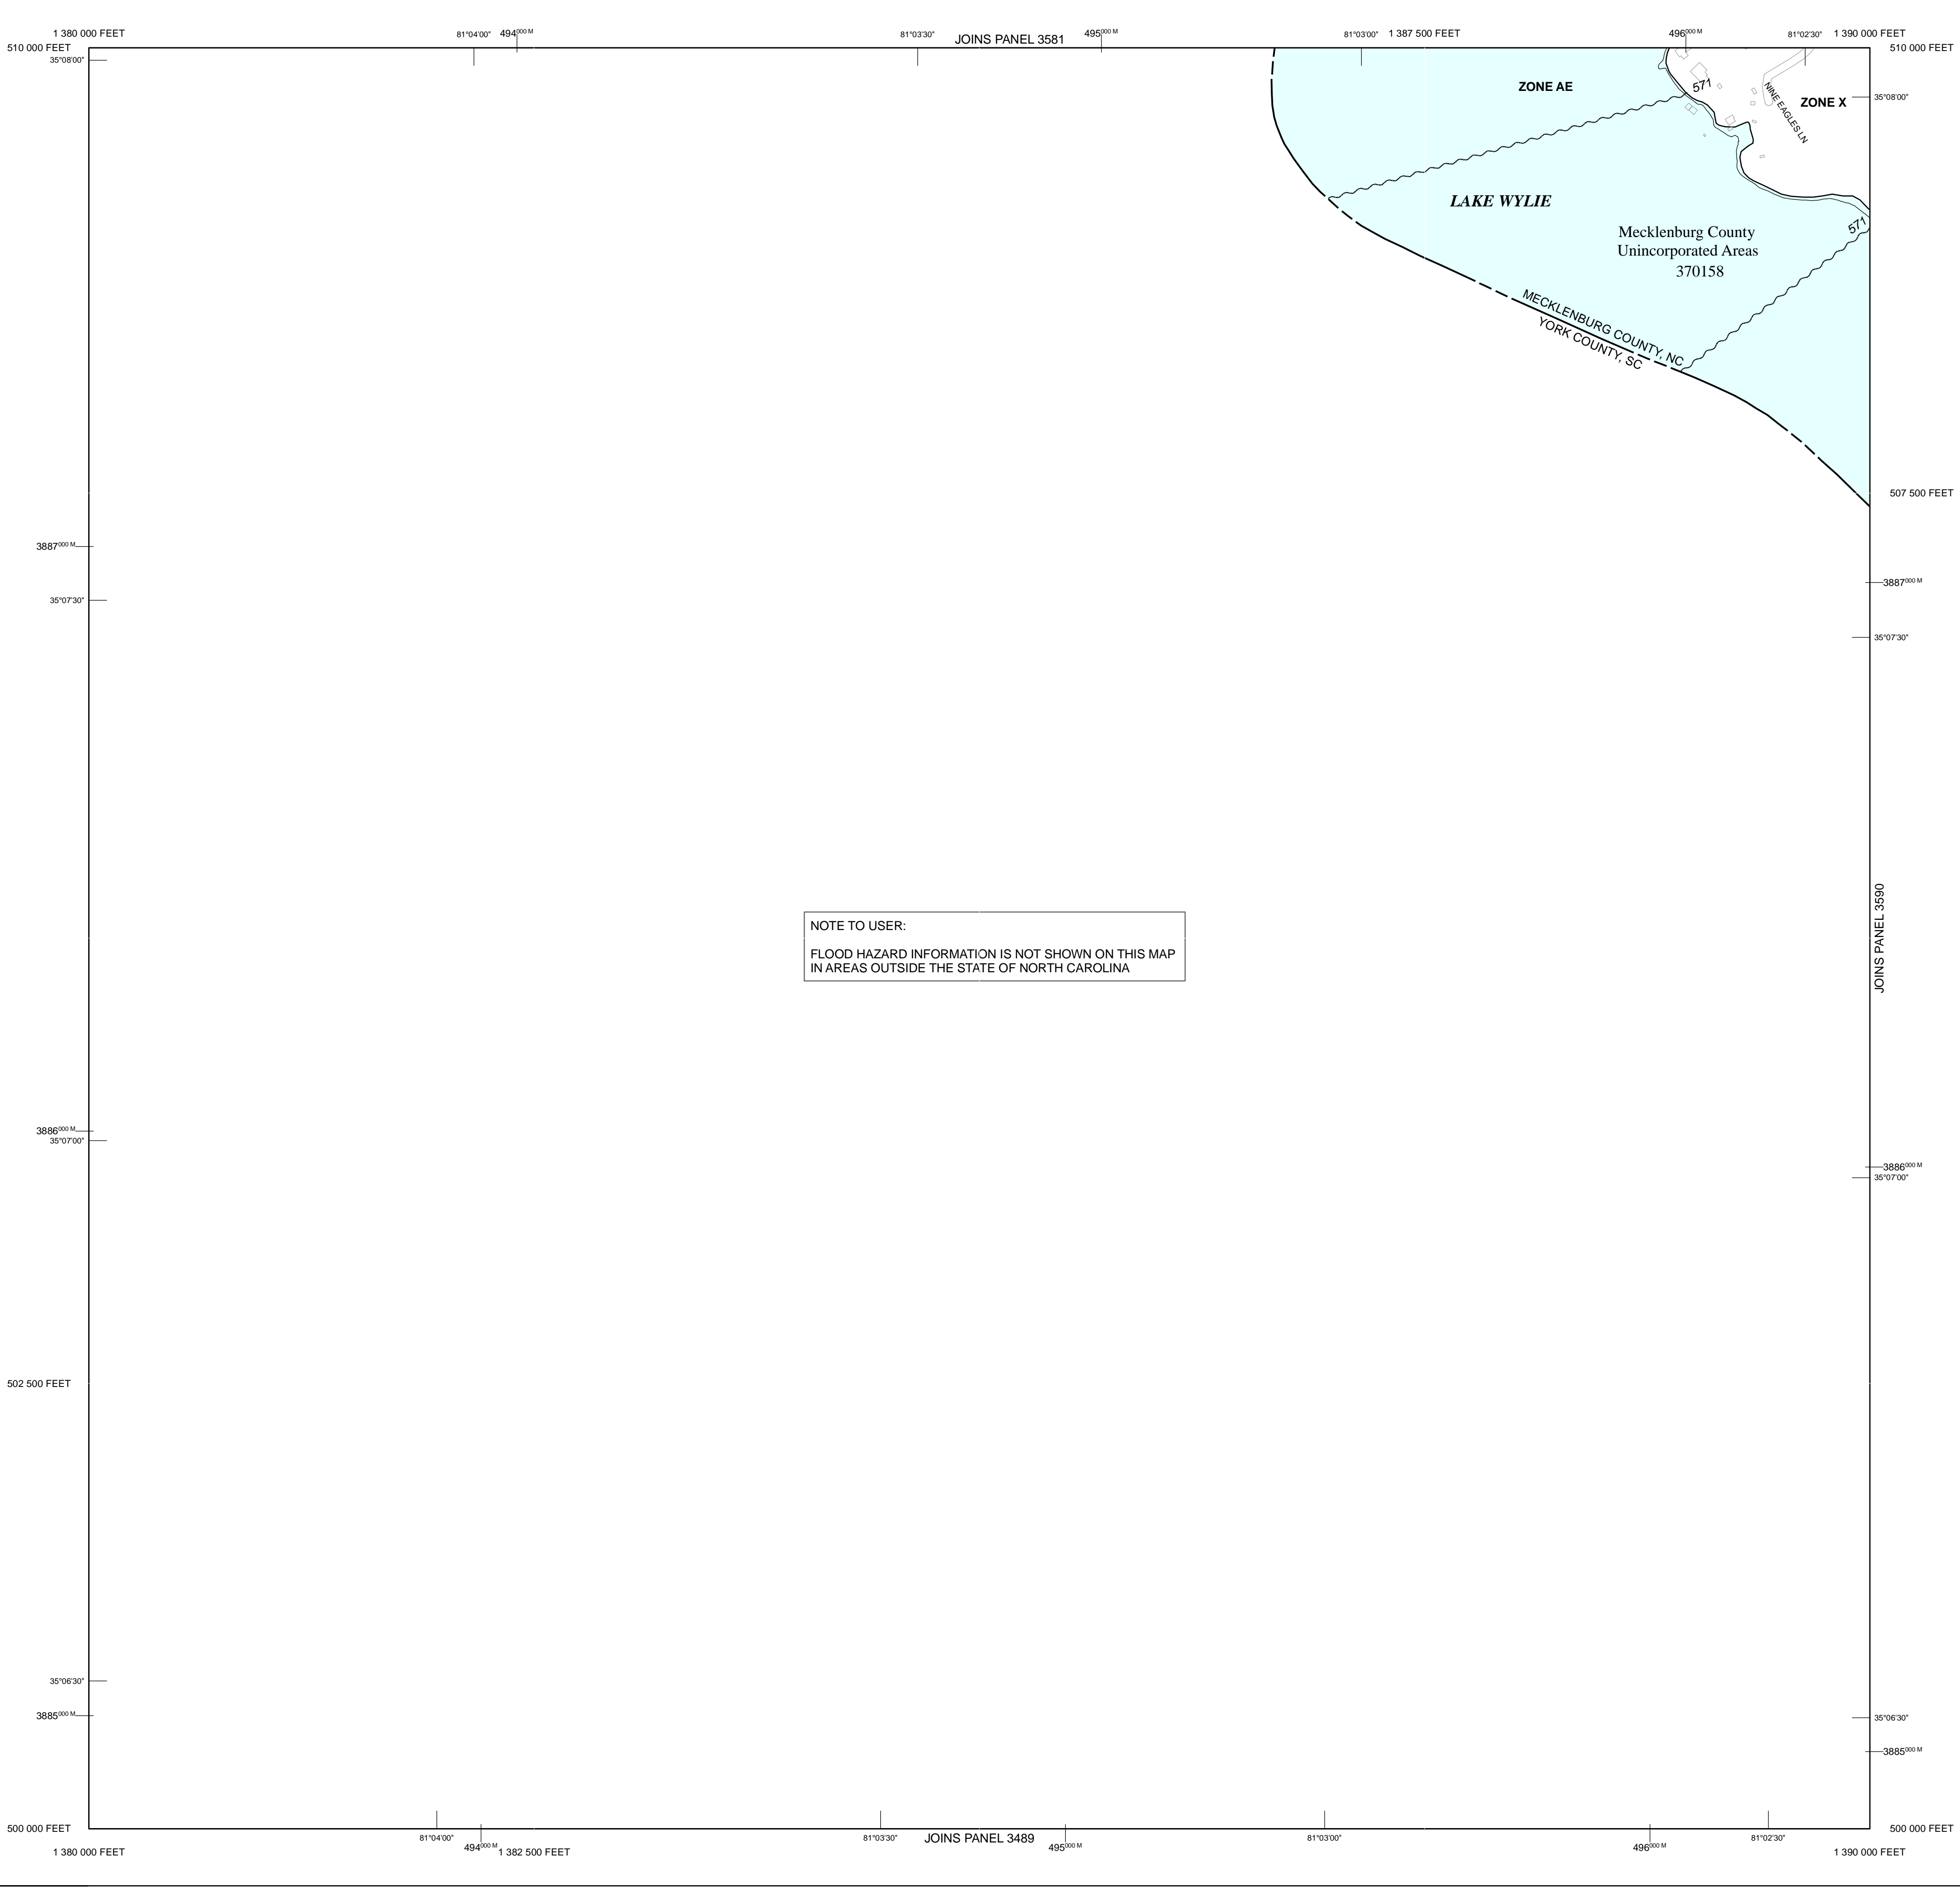 1 380 000 FEET
81°04'00"
494000 M
81°03'30"
JOINS PANEL 3581
495000 M
81°03'00"
1 387 500 FEET
496000 M
81°02'30"
1 390 000 FEET
510 000 FEET
510 000 FEET
35°08'00"
35°08'00"
ZONE AE
571
NINE EAGLES LN
ZONE X
LAKE WYLIE
571
Mecklenburg County
Unincorporated Areas
370158
MECKLENBURG COUNTY, NC
YORK COUNTY, SC
507 500 FEET
3887000 M
3887000 M
35°07'30"
35°07'30"
NOTE TO USER:
FLOOD HAZARD INFORMATION IS NOT SHOWN ON THIS MAP
IN AREAS OUTSIDE THE STATE OF NORTH CAROLINA
JOINS PANEL 3590
3886000 M
35°07'00"
3886000 M
35°07'00"
502 500 FEET
35°06'30"
3885000 M
35°06'30"
3885000 M
500 000 FEET
500 000 FEET
1 380 000 FEET
81°04'00"
494000 M
1 382 500 FEET
81°03'30"
JOINS PANEL 3489
495000 M
81°03'00"
496000 M
81°02'30"
1 390 000 FEET